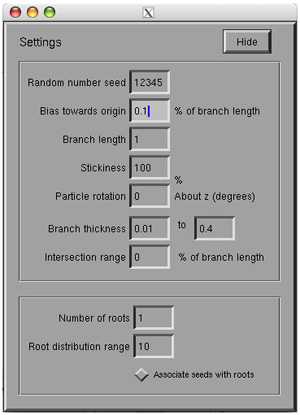 X
Settings Hide
Random number seed 12345
Bias towards origin 0.1 % of branch length
Branch length 1
Stickiness 100
%
Particle rotation 0 About z (degrees)
Branch thickness 0.01 to 0.4
Intersection range 0 % of branch length
Number of roots 1
Root distribution range 10
Associate seeds with roots